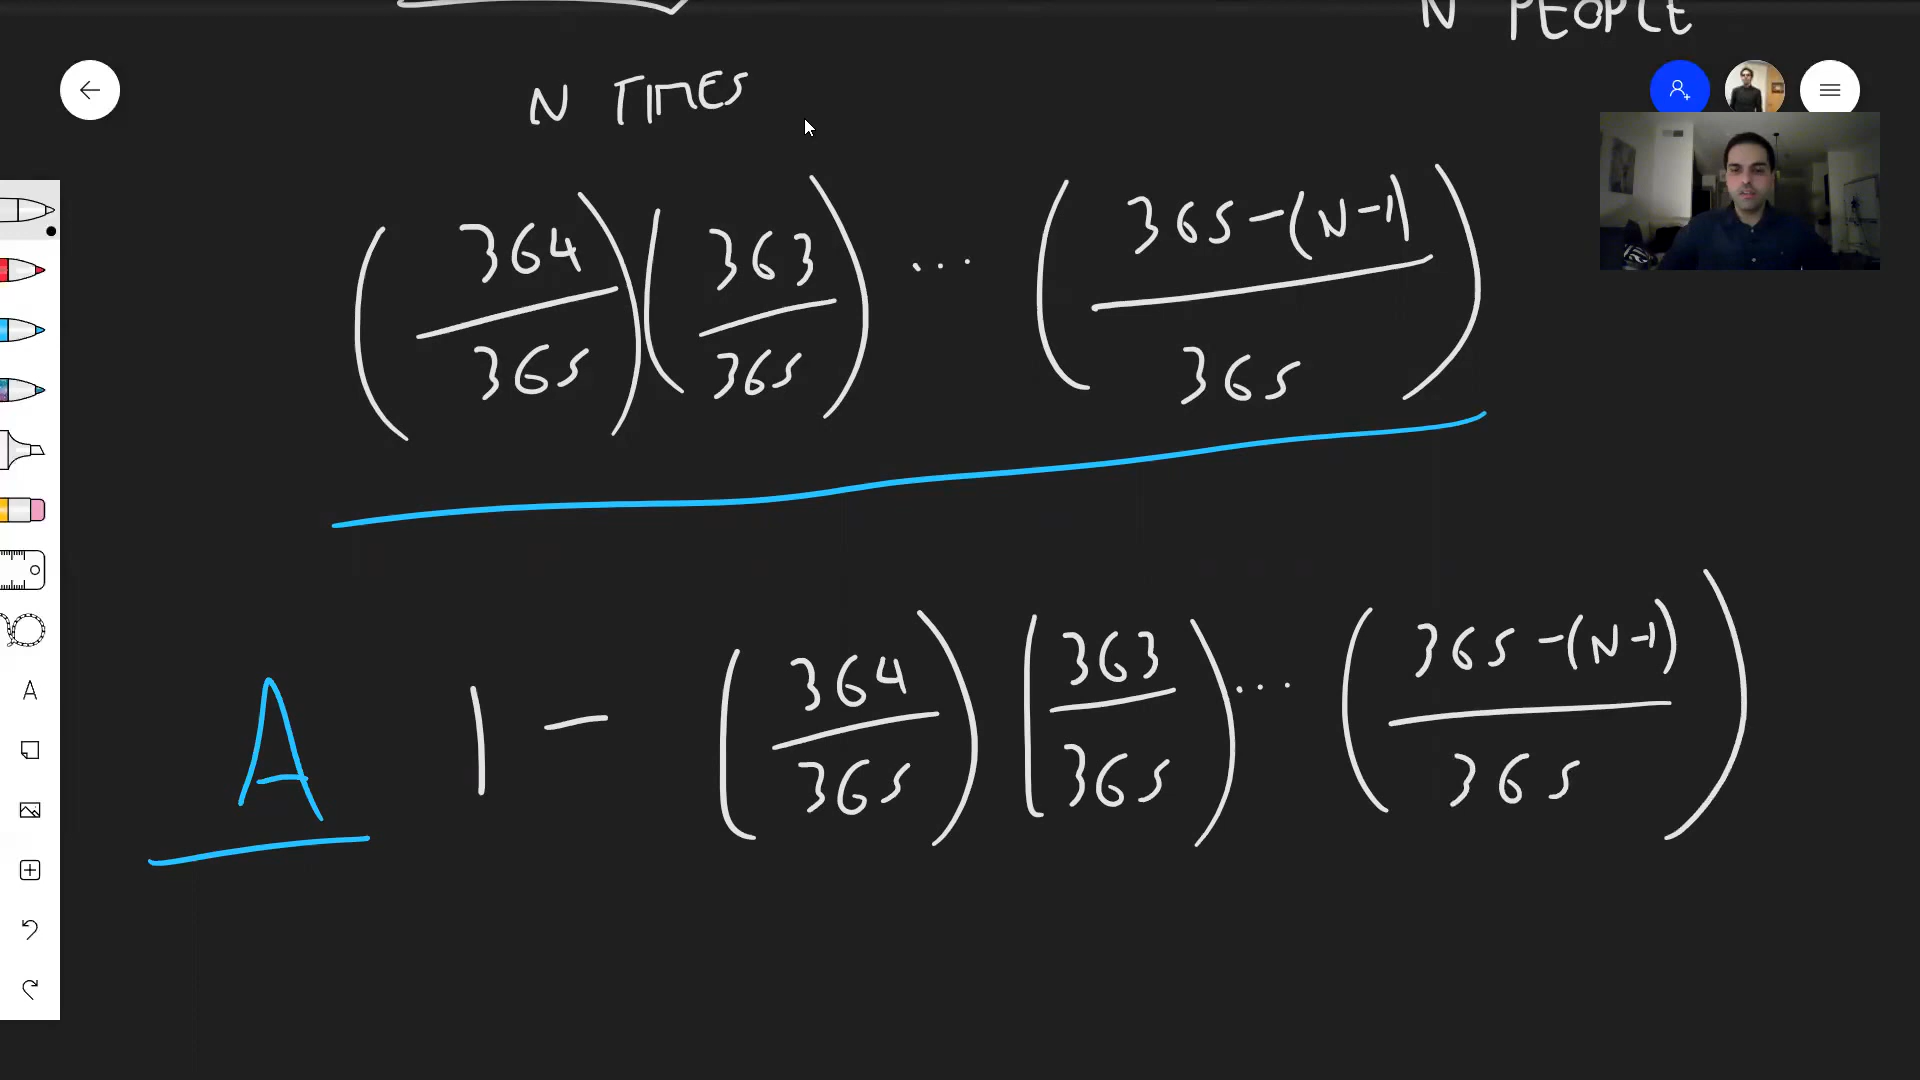 N PEOPLE
N TIMES
(364/365)(363/365) ... (365-(N-1)/365)
A 1 - (364/365)(363/365) ... (365-(N-1)/365)
A